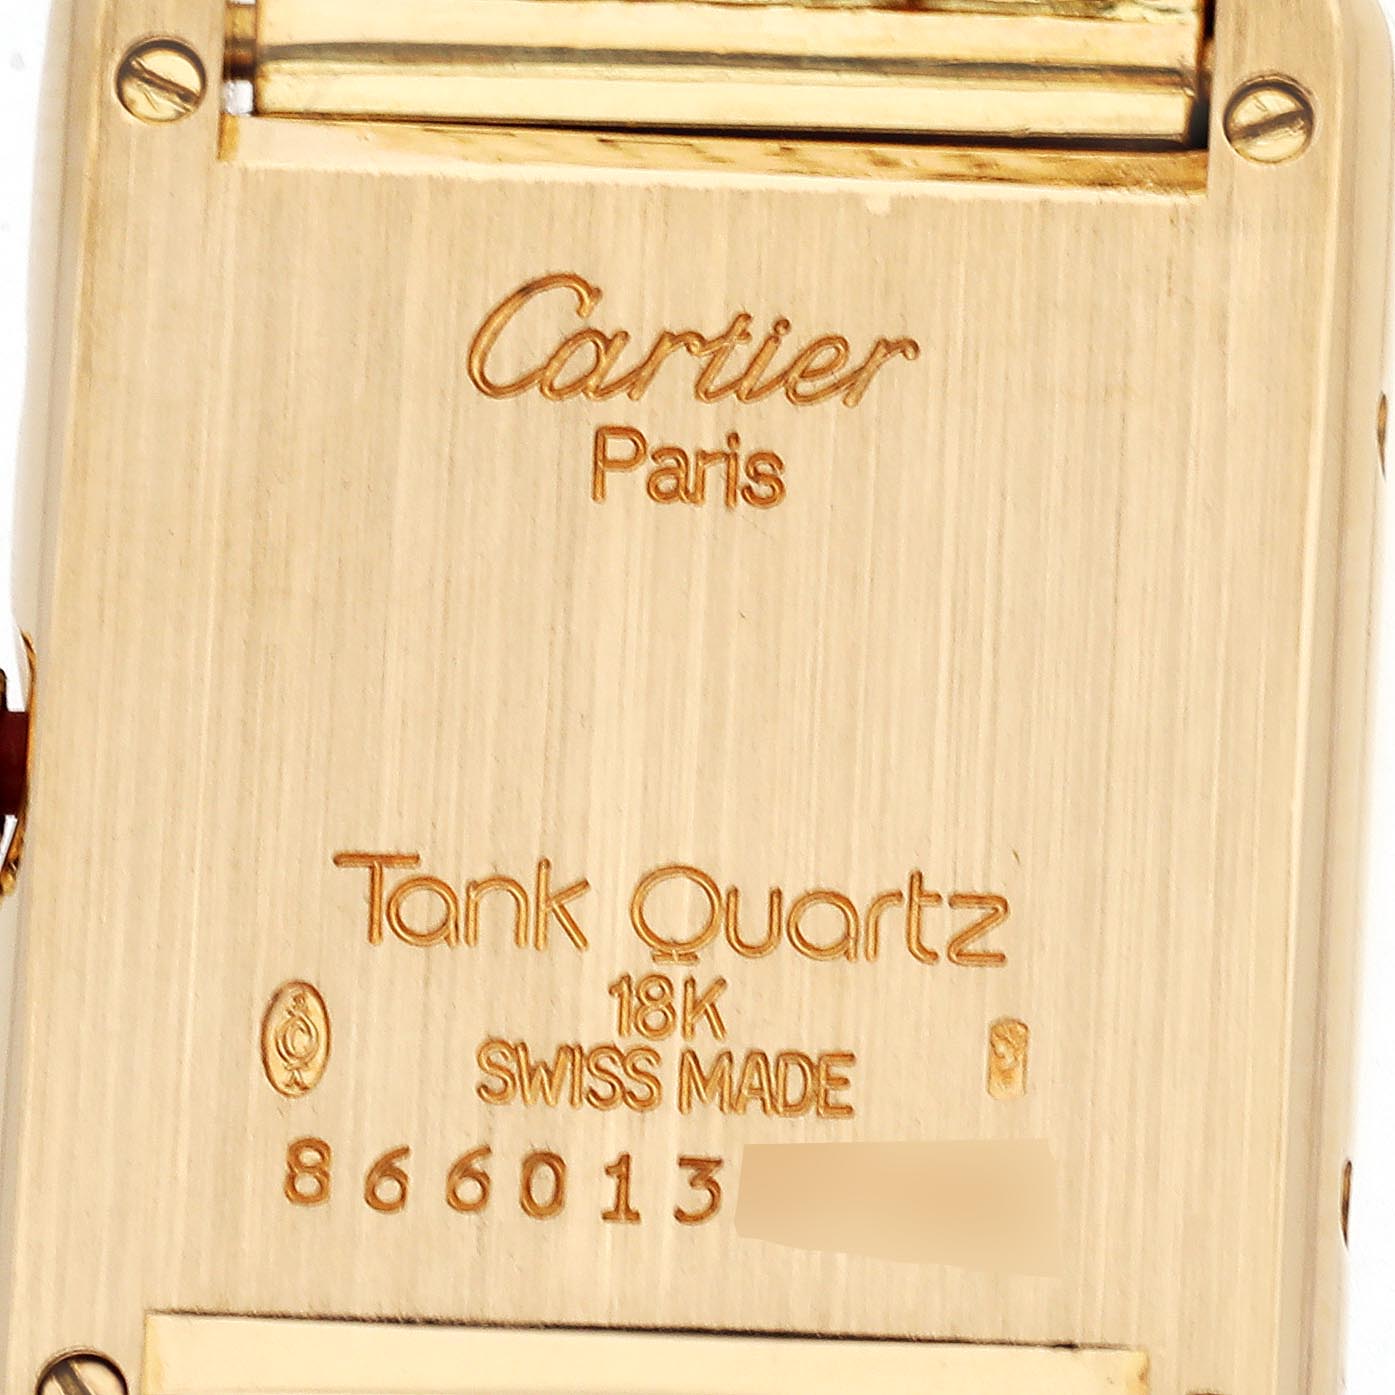 Cartier
Paris
Tank Quartz
18K
SWISS MADE
866013